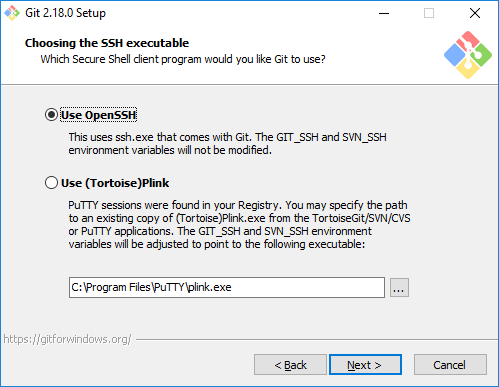 Git 2.18.0 Setup
Choosing the SSH executable
Which Secure Shell client program would you like Git to use?
Use OpenSSH
This uses ssh.exe that comes with Git. The GIT_SSH and SVN_SSH
environment variables will not be modified.
Use (Tortoise)Plink
PuTTY sessions were found in your Registry. You may specify the path
to an existing copy of (Tortoise)Plink.exe from the TortoiseGit/SVN/CVS
or PuTTY applications. The GIT_SSH and SVN_SSH environment
variables will be adjusted to point to the following executable:
C:\Program Files\PuTTY\plink.exe
...
https://gitforwindows.org/
< Back
Next >
Cancel